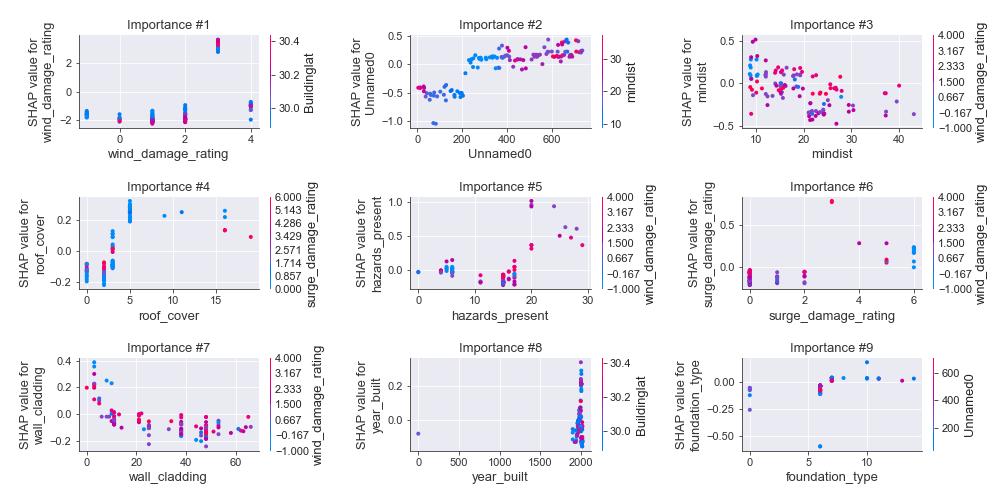 Importance #1
SHAP value for
wind_damage_rating
2
0
−2
0
2
4
wind_damage_rating
30.4
30.2
30.0
Buildinglat
Importance #2
SHAP value for
Unnamed0
0.5
0.0
−0.5
−1.0
0
200
400
600
Unnamed0
30
20
10
mindist
Importance #3
SHAP value for
mindist
0.5
0.0
−0.5
10
20
30
40
mindist
4.000
3.167
2.333
1.500
0.667
−0.167
−1.000
wind_damage_rating
Importance #4
SHAP value for
roof_cover
0.2
0.0
−0.2
0
5
10
15
roof_cover
6.000
5.143
4.286
3.429
2.571
1.714
0.857
0.000
surge_damage_rating
Importance #5
SHAP value for
hazards_present
1.0
0.5
0.0
0
10
20
30
hazards_present
4.000
3.167
2.333
1.500
0.667
−0.167
−1.000
wind_damage_rating
Importance #6
SHAP value for
surge_damage_rating
0.5
0.0
0
2
4
6
surge_damage_rating
4.000
3.167
2.333
1.500
0.667
−0.167
−1.000
wind_damage_rating
Importance #7
SHAP value for
wall_cladding
0.4
0.2
0.0
−0.2
0
20
40
60
wall_cladding
4.000
3.167
2.333
1.500
0.667
−0.167
−1.000
wind_damage_rating
Importance #8
SHAP value for
year_built
0.2
0.0
0
500
1000
1500
2000
year_built
30.4
30.2
30.0
Buildinglat
Importance #9
SHAP value for
foundation_type
0.00
−0.25
−0.50
0
5
10
foundation_type
600
400
200
Unnamed0